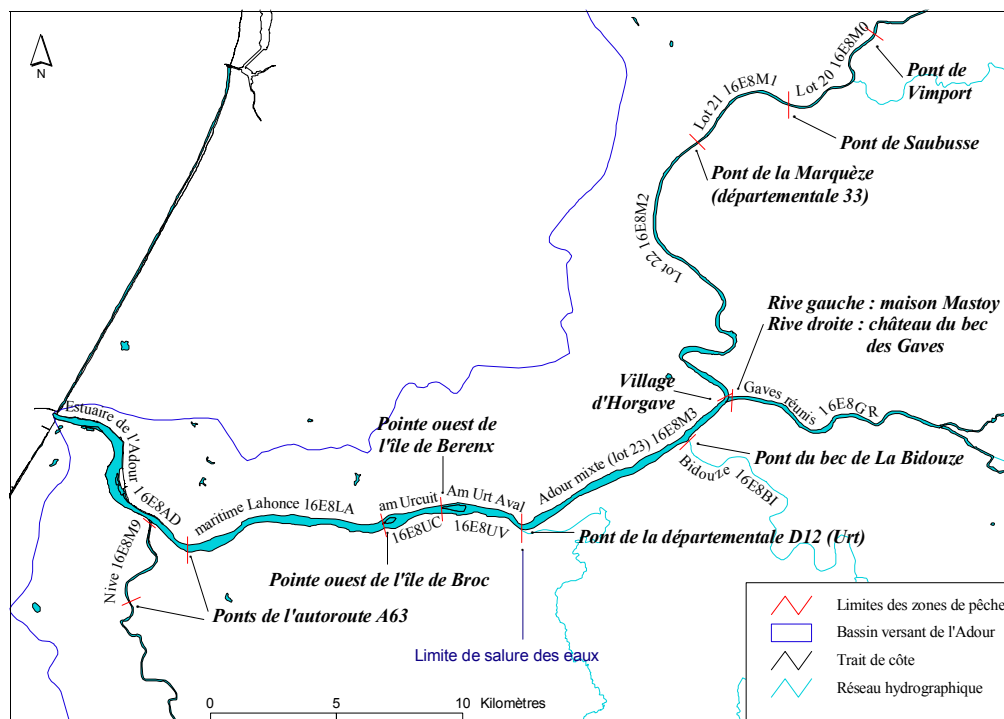 N
Lot 20 16E8M0
Pont de
Vimport
Lot 21 16E8M1
Pont de Saubusse
Pont de la Marquèze
(départementale 33)
Lot 22 16E8M2
Rive gauche : maison Mastoy
Rive droite : château du bec
des Gaves
Village
d'Horgave
Gaves réunis 16E8GR
Estuaire de l'Adour 16E8AD
Pointe ouest de
l'île de Berenx
Adour mixte (lot 23) 16E8M3
Pont du bec de La Bidouze
Bidouze 16E8BI
maritime Lahonce 16E8LA
am Urcuit
16E8UC
Am Urt Aval
16E8UV
Pont de la départementale D12 (Urt)
Nive 16E8M9
Pointe ouest de l'île de Broc
Ponts de l'autoroute A63
Limite de salure des eaux
0 5 10 Kilomètres
Limites des zones de pêche
Bassin versant de l'Adour
Trait de côte
Réseau hydrographique